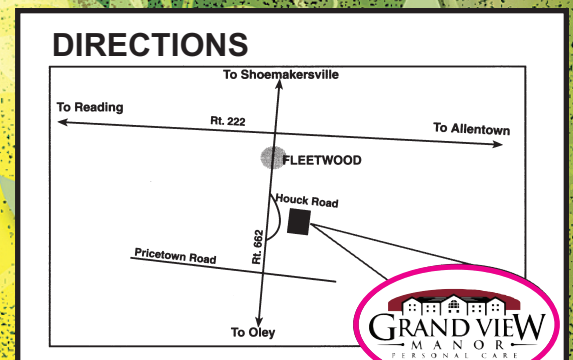 DIRECTIONS
To Shoemakersville
To Reading
Rt. 222
To Allentown
FLEETWOOD
Houck Road
Rt. 662
Pricetown Road
To Oley
GRAND VIEW
MANOR
PERSONAL CARE